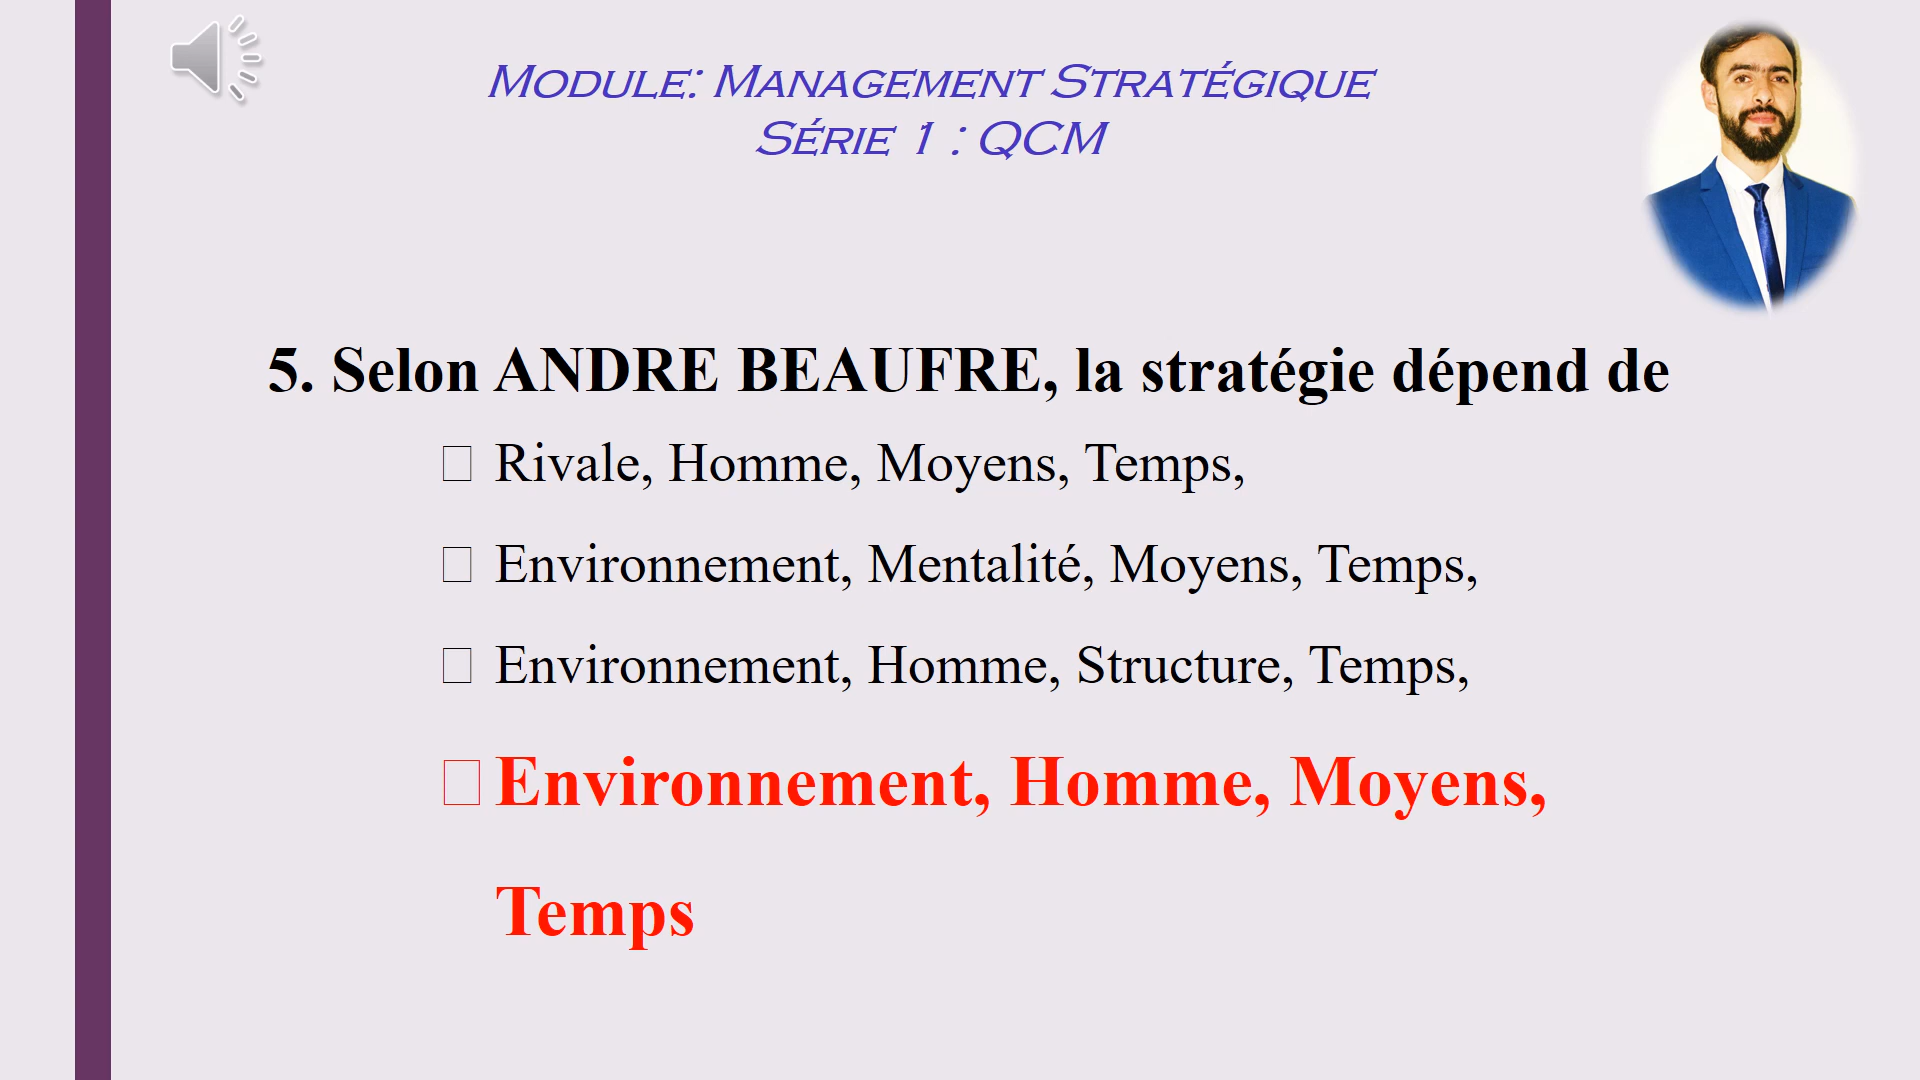 Module: Management Stratégique
Série 1 : QCM
5. Selon ANDRE BEAUFRE, la stratégie dépend de
Rivale, Homme, Moyens, Temps,
Environnement, Mentalité, Moyens, Temps,
Environnement, Homme, Structure, Temps,
Environnement, Homme, Moyens,
Temps